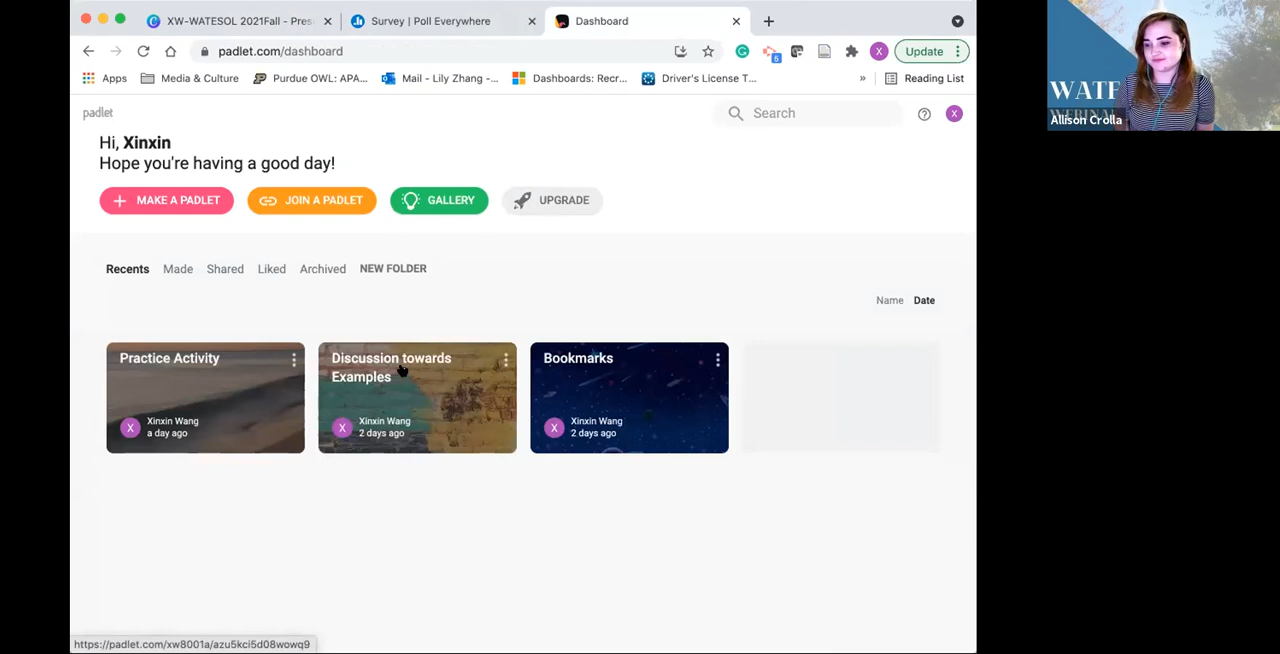 XW-WATESOL 2021Fall - Pres
Survey | Poll Everywhere
Dashboard
padlet.com/dashboard
5
X
Update
Apps
Media & Culture
Purdue OWL: APA...
Mail - Lily Zhang -...
Dashboards: Recr...
Driver's License T...
»
Reading List
padlet
Search
X
Hi, Xinxin
Hope you're having a good day!
MAKE A PADLET
JOIN A PADLET
GALLERY
UPGRADE
Recents
Made
Shared
Liked
Archived
NEW FOLDER
Name
Date
Practice Activity
X
Xinxin Wang
a day ago
Discussion towards
Examples
X
Xinxin Wang
2 days ago
Bookmarks
X
Xinxin Wang
2 days ago
https://padlet.com/xw8001a/azu5kci5d08wowq9
WATE
Allison Crolla